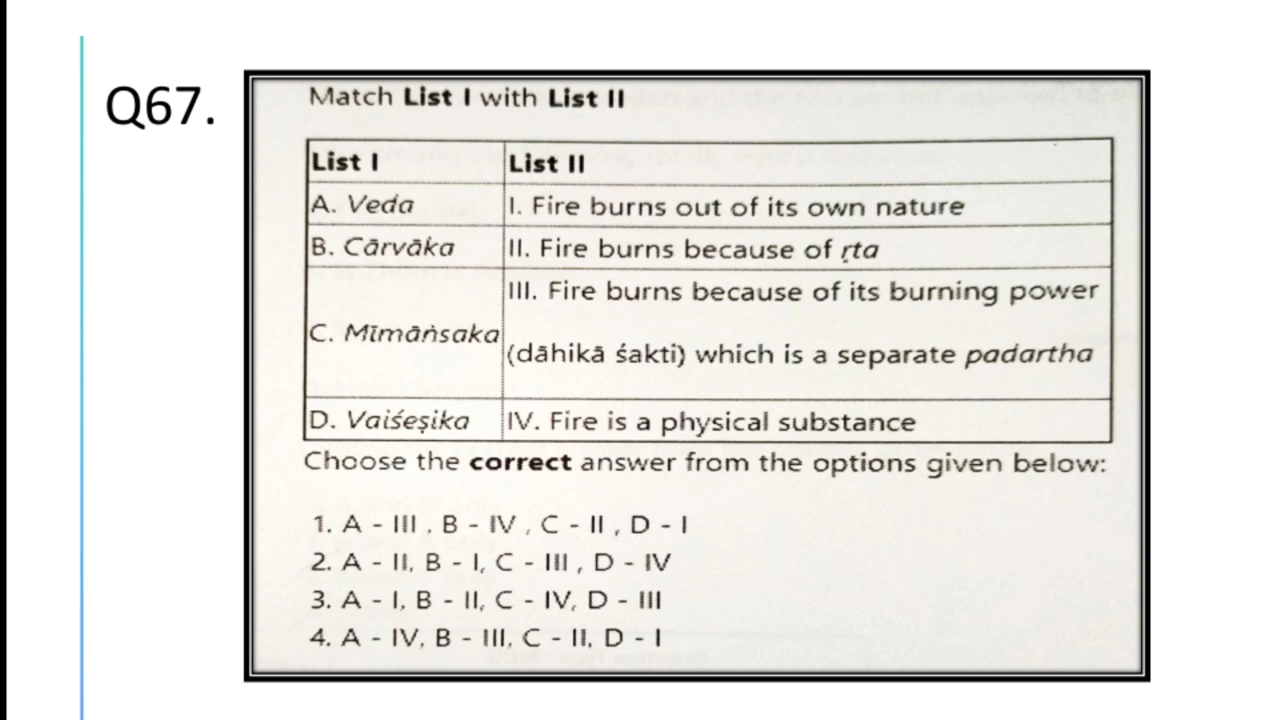 Q67.
Match List I with List II
List I List II
A. Veda I. Fire burns out of its own nature
B. Cārvāka II. Fire burns because of ṛta
C. Mīmāṅsaka III. Fire burns because of its burning power
(dāhikā śakti) which is a separate padartha
D. Vaiśeṣika IV. Fire is a physical substance
Choose the correct answer from the options given below:
1. A - III , B - IV , C - II , D - I
2. A - II, B - I, C - III , D - IV
3. A - I, B - II, C - IV, D - III
4. A - IV, B - III, C - II, D - I